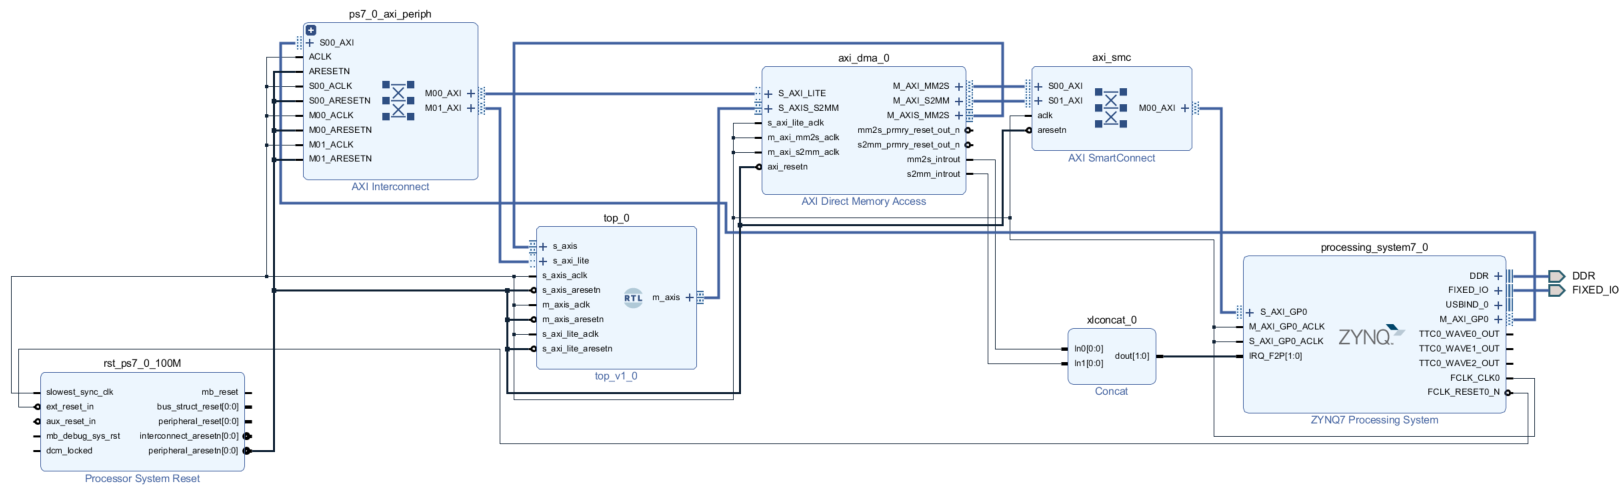 ps7_0_axi_periph
S00_AXI
ACLK
ARESETN
S00_ACLK
S00_ARESETN
M00_ACLK
M00_ARESETN
M01_ACLK
M01_ARESETN
M00_AXI
M01_AXI
AXI Interconnect
axi_dma_0
S_AXI_LITE
S_AXIS_S2MM
s_axi_lite_aclk
m_axi_mm2s_aclk
m_axi_s2mm_aclk
axi_resetn
M_AXI_MM2S
M_AXI_S2MM
M_AXIS_MM2S
mm2s_prmry_reset_out_n
s2mm_prmry_reset_out_n
mm2s_introut
s2mm_introut
AXI Direct Memory Access
axi_smc
S00_AXI
S01_AXI
aclk
aresetn
M00_AXI
AXI SmartConnect
top_0
s_axis
s_axi_lite
s_axis_aclk
s_axis_aresetn
m_axis_aclk
m_axis_aresetn
s_axi_lite_aclk
s_axi_lite_aresetn
RTL
m_axis
top_v1_0
processing_system7_0
S_AXI_GP0
M_AXI_GP0_ACLK
S_AXI_GP0_ACLK
IRQ_F2P[1:0]
ZYNQ
DDR
FIXED_IO
USBIND_0
M_AXI_GP0
TTC0_WAVE0_OUT
TTC0_WAVE1_OUT
TTC0_WAVE2_OUT
FCLK_CLK0
FCLK_RESET0_N
ZYNQ7 Processing System
DDR
FIXED_IO
xlconcat_0
In0[0:0]
In1[0:0]
dout[1:0]
Concat
rst_ps7_0_100M
slowest_sync_clk
ext_reset_in
aux_reset_in
mb_debug_sys_rst
dcm_locked
mb_reset
bus_struct_reset[0:0]
peripheral_reset[0:0]
interconnect_aresetn[0:0]
peripheral_aresetn[0:0]
Processor System Reset